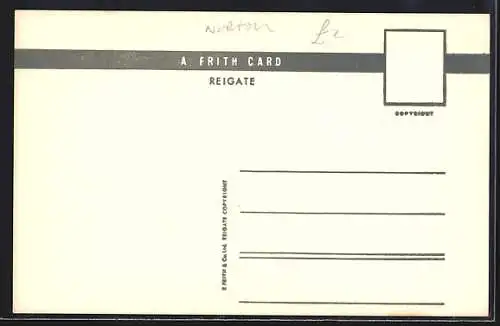 NORTON £2
A FRITH CARD
REIGATE
COPYRIGHT
F. FRITH & Co. Ltd. REIGATE COPYRIGHT